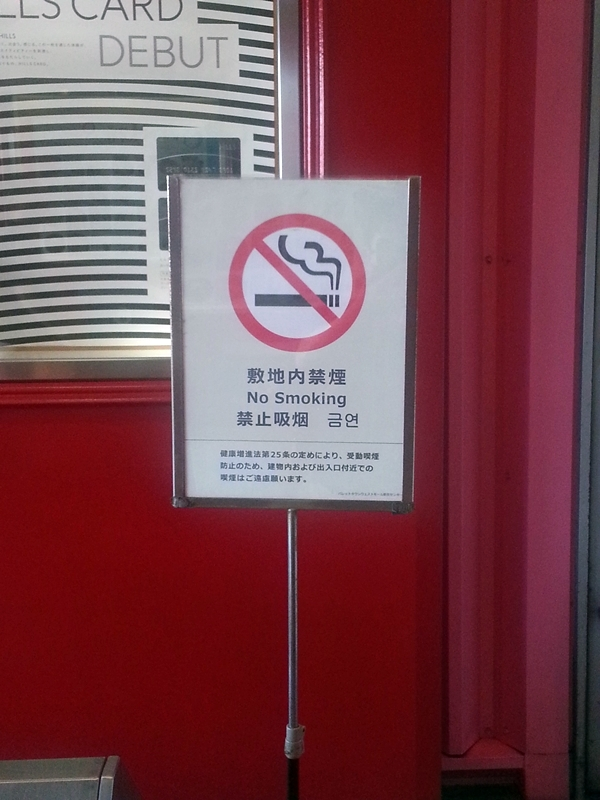 LLS CARD
HILLS
DEBUT
敷地内禁煙
No Smoking
禁止吸烟 금연
健康増進法第25条の定めにより、受動喫煙
防止のため、建物内および出入口付近での
喫煙はご遠慮願います。